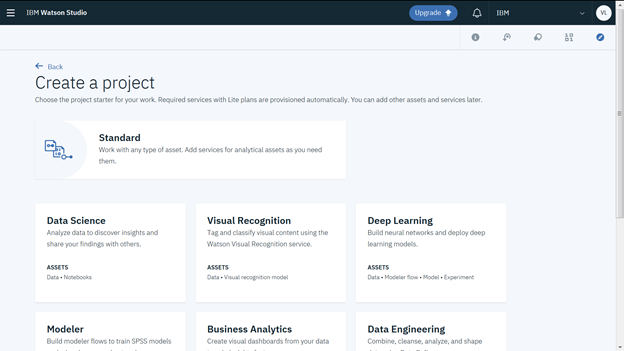 IBM Watson Studio
Upgrade
IBM
VL
Back
Create a project
Choose the project starter for your work. Required services with Lite plans are provisioned automatically. You can add other assets and services later.
Standard
Work with any type of asset. Add services for analytical assets as you need
them.
Data Science
Analyze data to discover insights and
share your findings with others.
ASSETS
Data • Notebooks
Visual Recognition
Tag and classify visual content using the
Watson Visual Recognition service.
ASSETS
Data • Visual recognition model
Deep Learning
Build neural networks and deploy deep
learning models.
ASSETS
Data • Modeler flow • Model • Experiment
Modeler
Build modeler flows to train SPSS models
Business Analytics
Create visual dashboards from your data
Data Engineering
Combine, cleanse, analyze, and shape